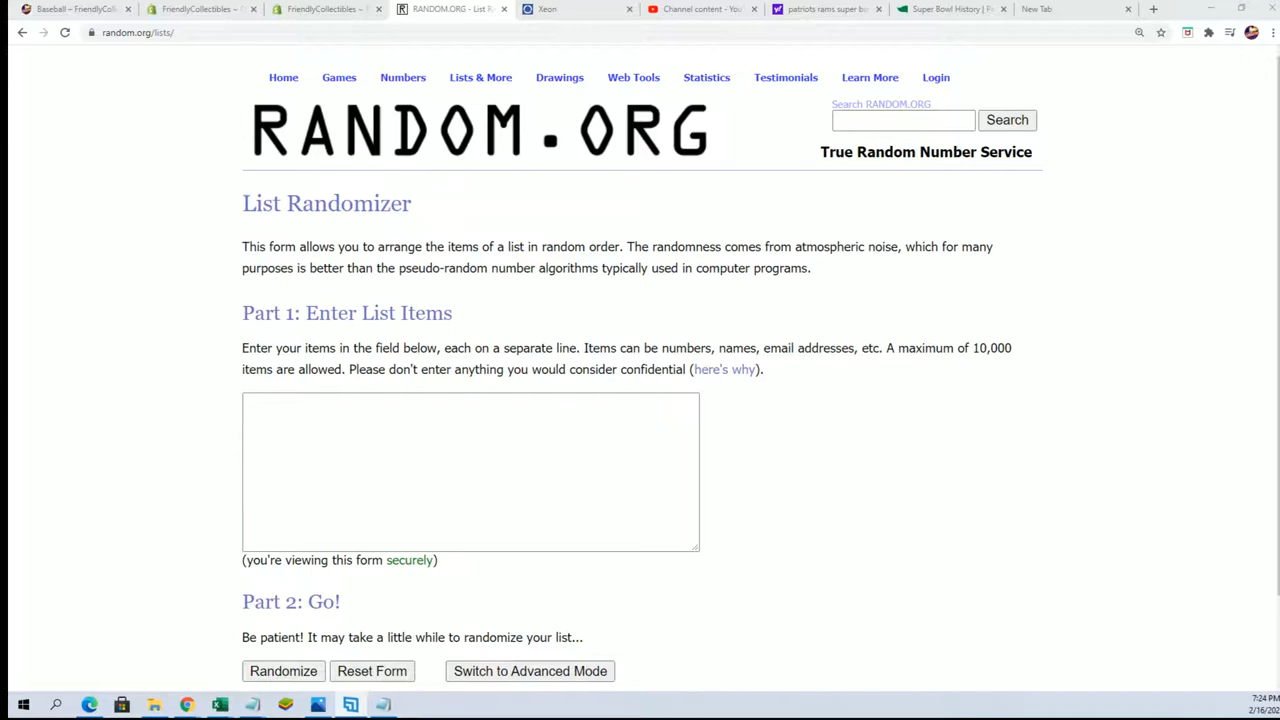 Baseball – FriendlyColl
FriendlyCollectibles ~
FriendlyCollectibles ~
RANDOM.ORG - List R
Xeon
Channel content - You
patriots rams super bo
Super Bowl History | P
New Tab
random.org/lists/
Home Games Numbers Lists & More Drawings Web Tools Statistics Testimonials Learn More Login
RANDOM.ORG
Search RANDOM.ORG
Search
True Random Number Service
List Randomizer
This form allows you to arrange the items of a list in random order. The randomness comes from atmospheric noise, which for many
purposes is better than the pseudo-random number algorithms typically used in computer programs.
Part 1: Enter List Items
Enter your items in the field below, each on a separate line. Items can be numbers, names, email addresses, etc. A maximum of 10,000
items are allowed. Please don't enter anything you would consider confidential (here's why).
(you're viewing this form securely)
Part 2: Go!
Be patient! It may take a little while to randomize your list...
Randomize Reset Form Switch to Advanced Mode
7:24 PM
2/16/202